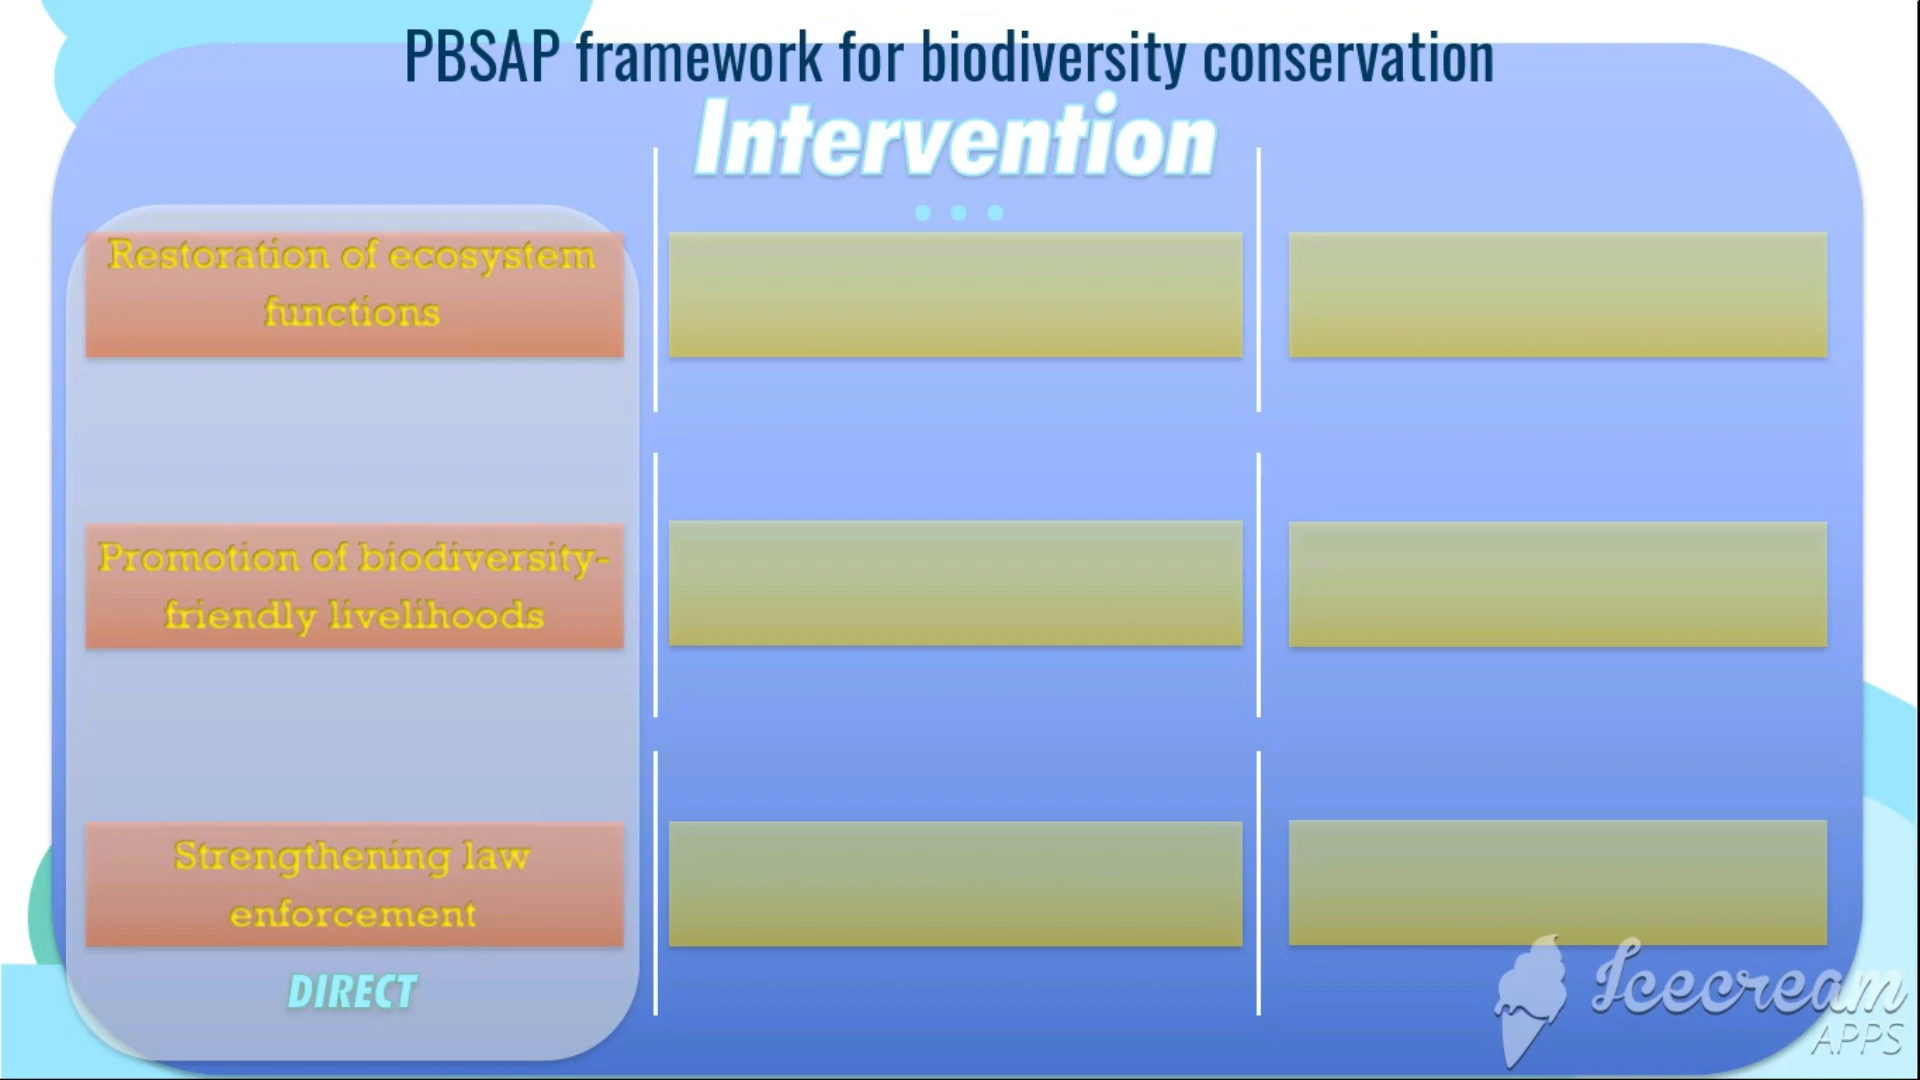 PBSAP framework for biodiversity conservation
Intervention
Restoration of ecosystem
functions
Promotion of biodiversity-
friendly livelihoods
Strengthening law
enforcement
DIRECT
Icecream
APPS